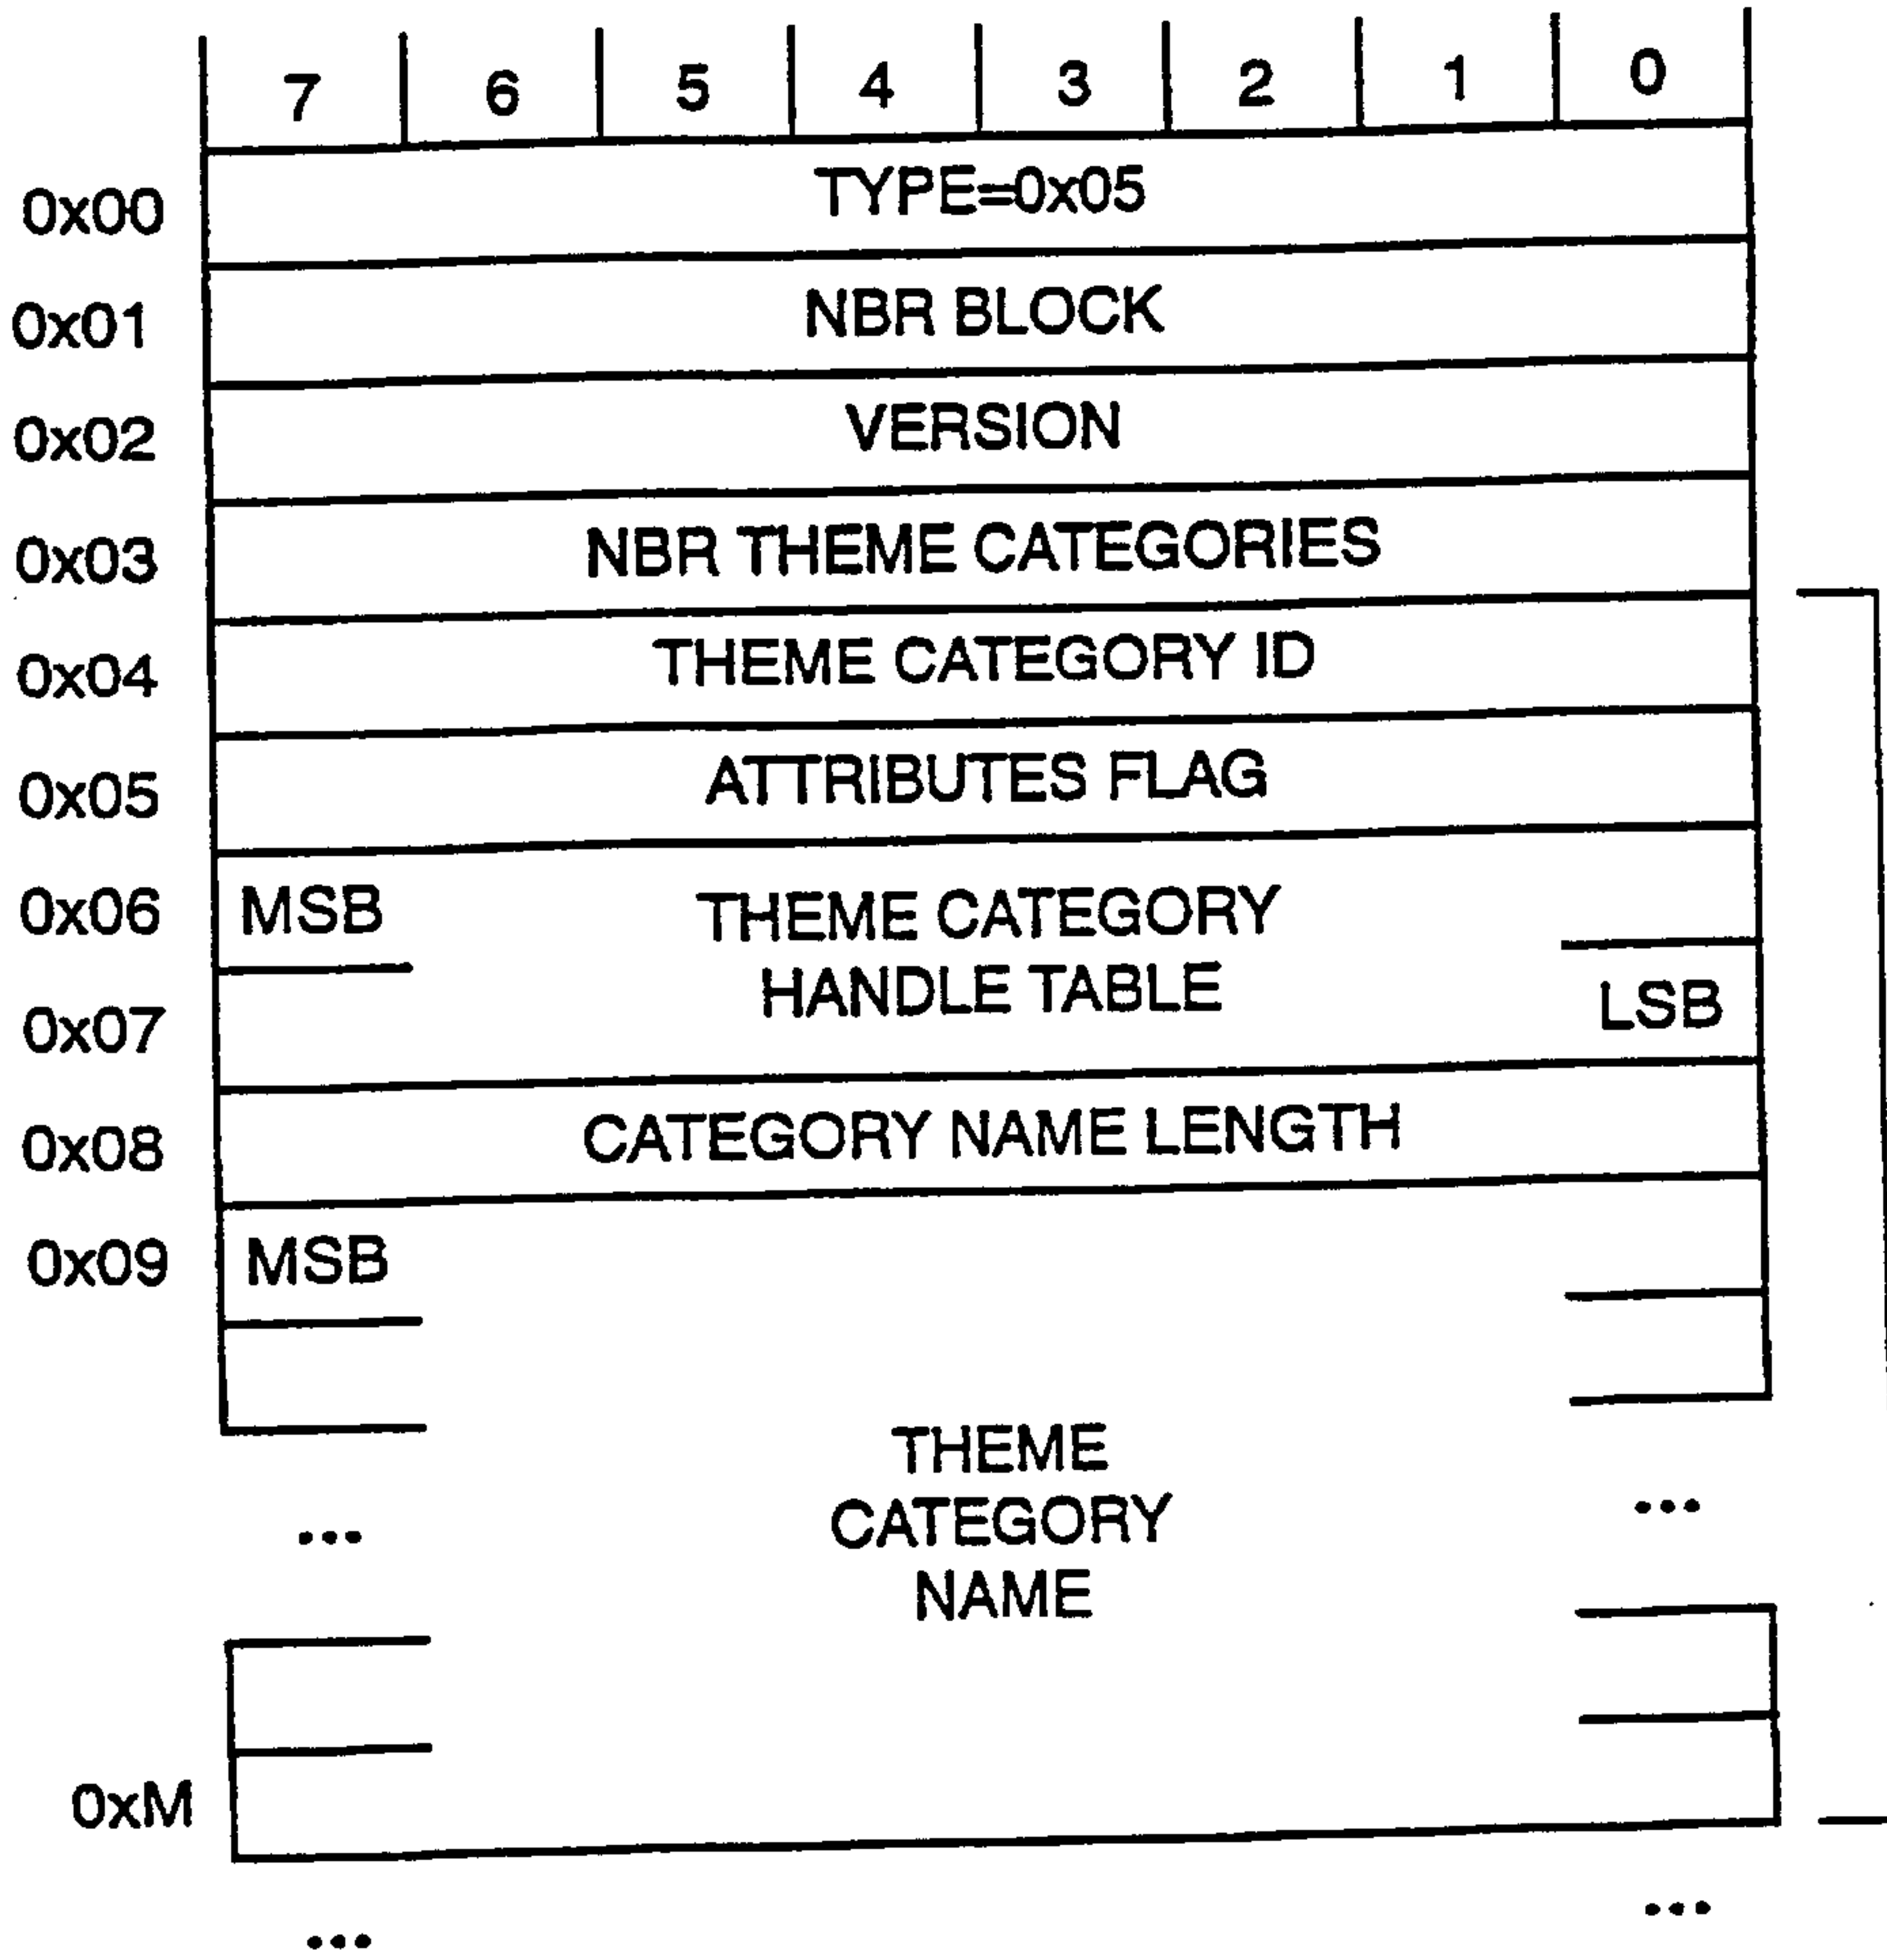 7 6 5 4 3 2 1 0
0x00 TYPE=0x05
0x01 NBR BLOCK
0x02 VERSION
0x03 NBR THEME CATEGORIES
0x04 THEME CATEGORY ID
0x05 ATTRIBUTES FLAG
0x06 MSB THEME CATEGORY
HANDLE TABLE
0x07 LSB
0x08 CATEGORY NAME LENGTH
0x09 MSB
THEME
... CATEGORY ...
NAME
0xM
... ...